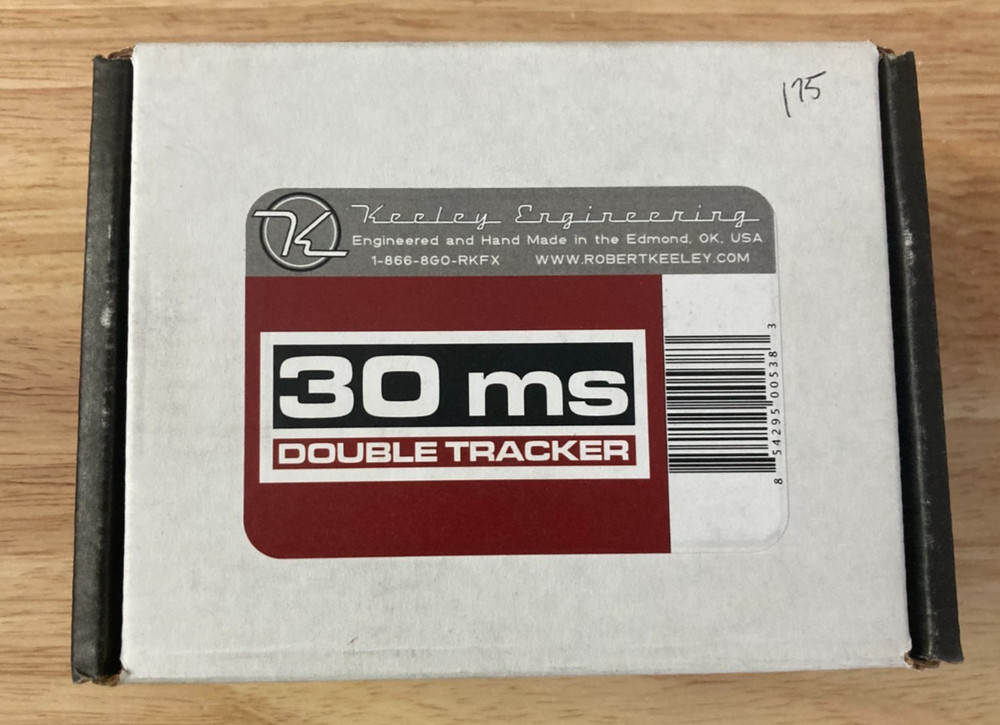 175
K
Keeley Engineering
Engineered and Hand Made in the Edmond, OK, USA
1-866-8GO-RKFX WWW.ROBERTKEELEY.COM
30 ms
DOUBLE TRACKER
8 54295 00538 3